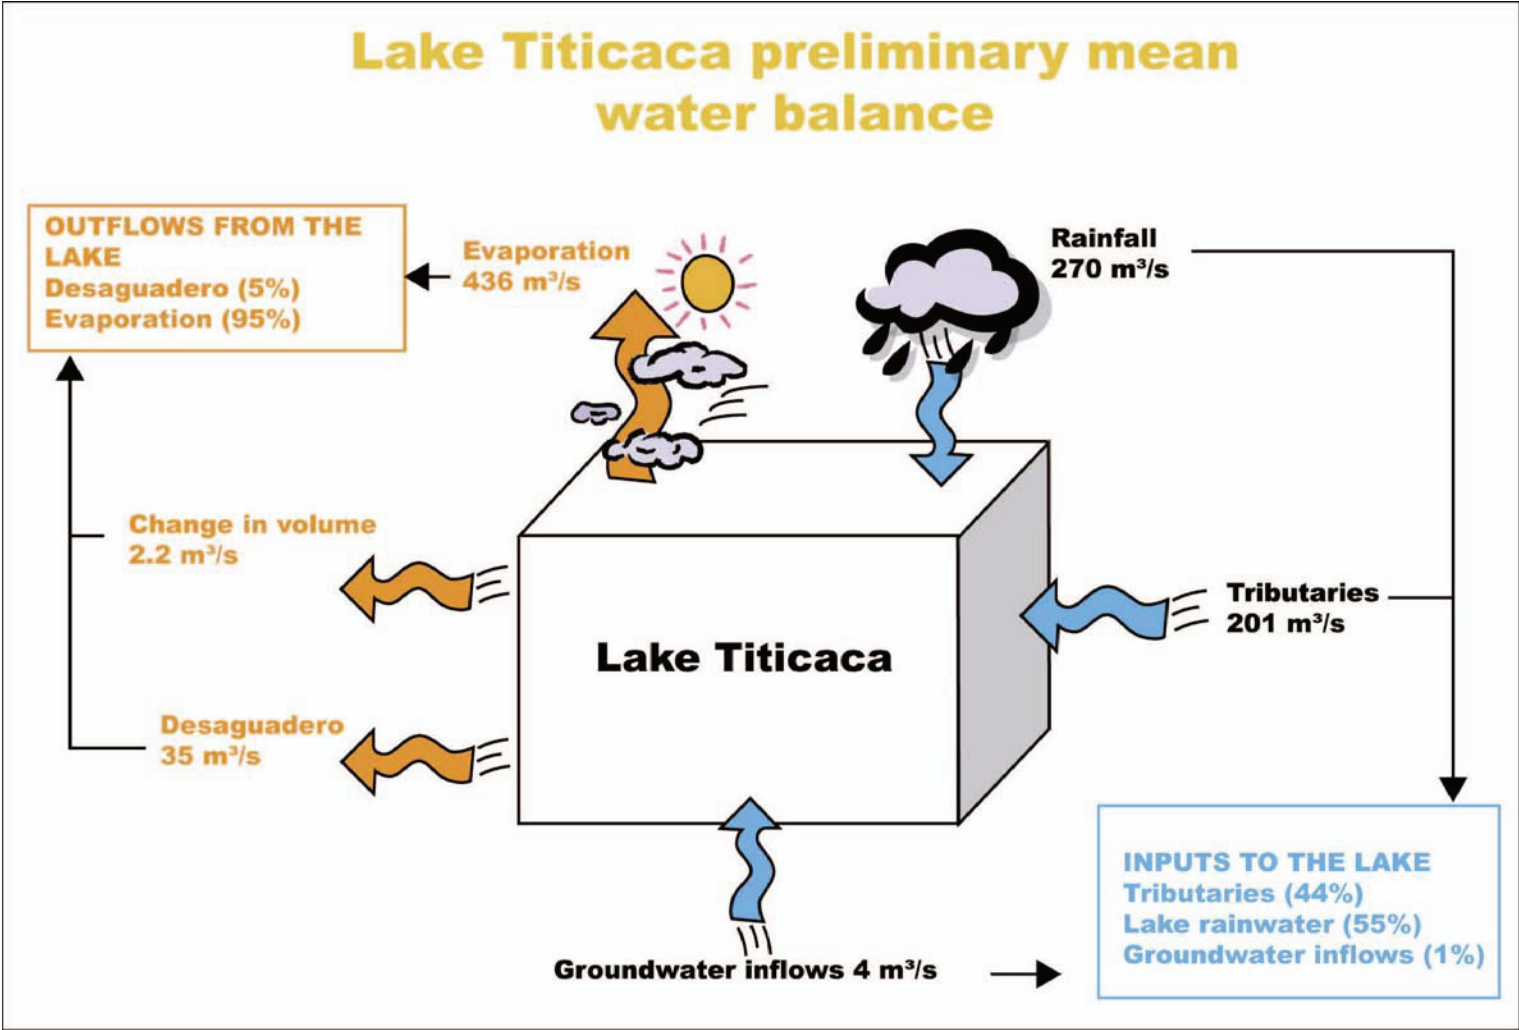 Lake Titicaca preliminary mean
water balance
OUTFLOWS FROM THE
LAKE
Desaguadero (5%)
Evaporation (95%)
Evaporation
436 m³/s
Rainfall
270 m³/s
Change in volume
2.2 m³/s
Tributaries
201 m³/s
Lake Titicaca
Desaguadero
35 m³/s
Groundwater inflows 4 m³/s
INPUTS TO THE LAKE
Tributaries (44%)
Lake rainwater (55%)
Groundwater inflows (1%)